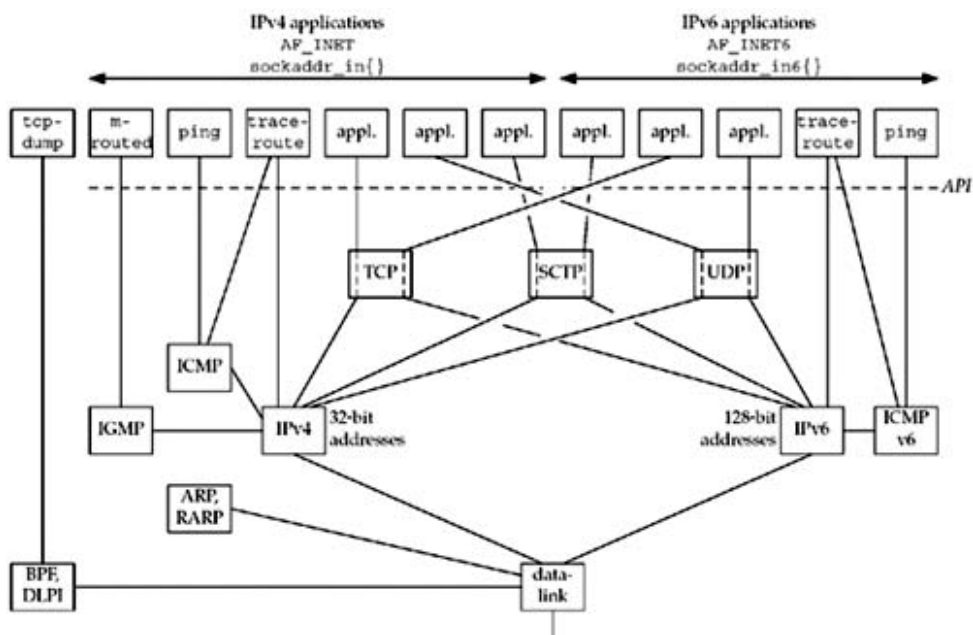 IPv4 applications
AF_INET
sockaddr_in{}
IPv6 applications
AF_INET6
sockaddr_in6{}
tcp-
dump
m-
routed
ping
trace-
route
appl.
appl.
appl.
appl.
appl.
appl.
trace-
route
ping
API
TCP
SCTP
UDP
ICMP
IGMP
IPv4
32-bit
addresses
128-bit
addresses
IPv6
ICMP
v6
ARP,
RARP
BPF,
DLPI
data-
link